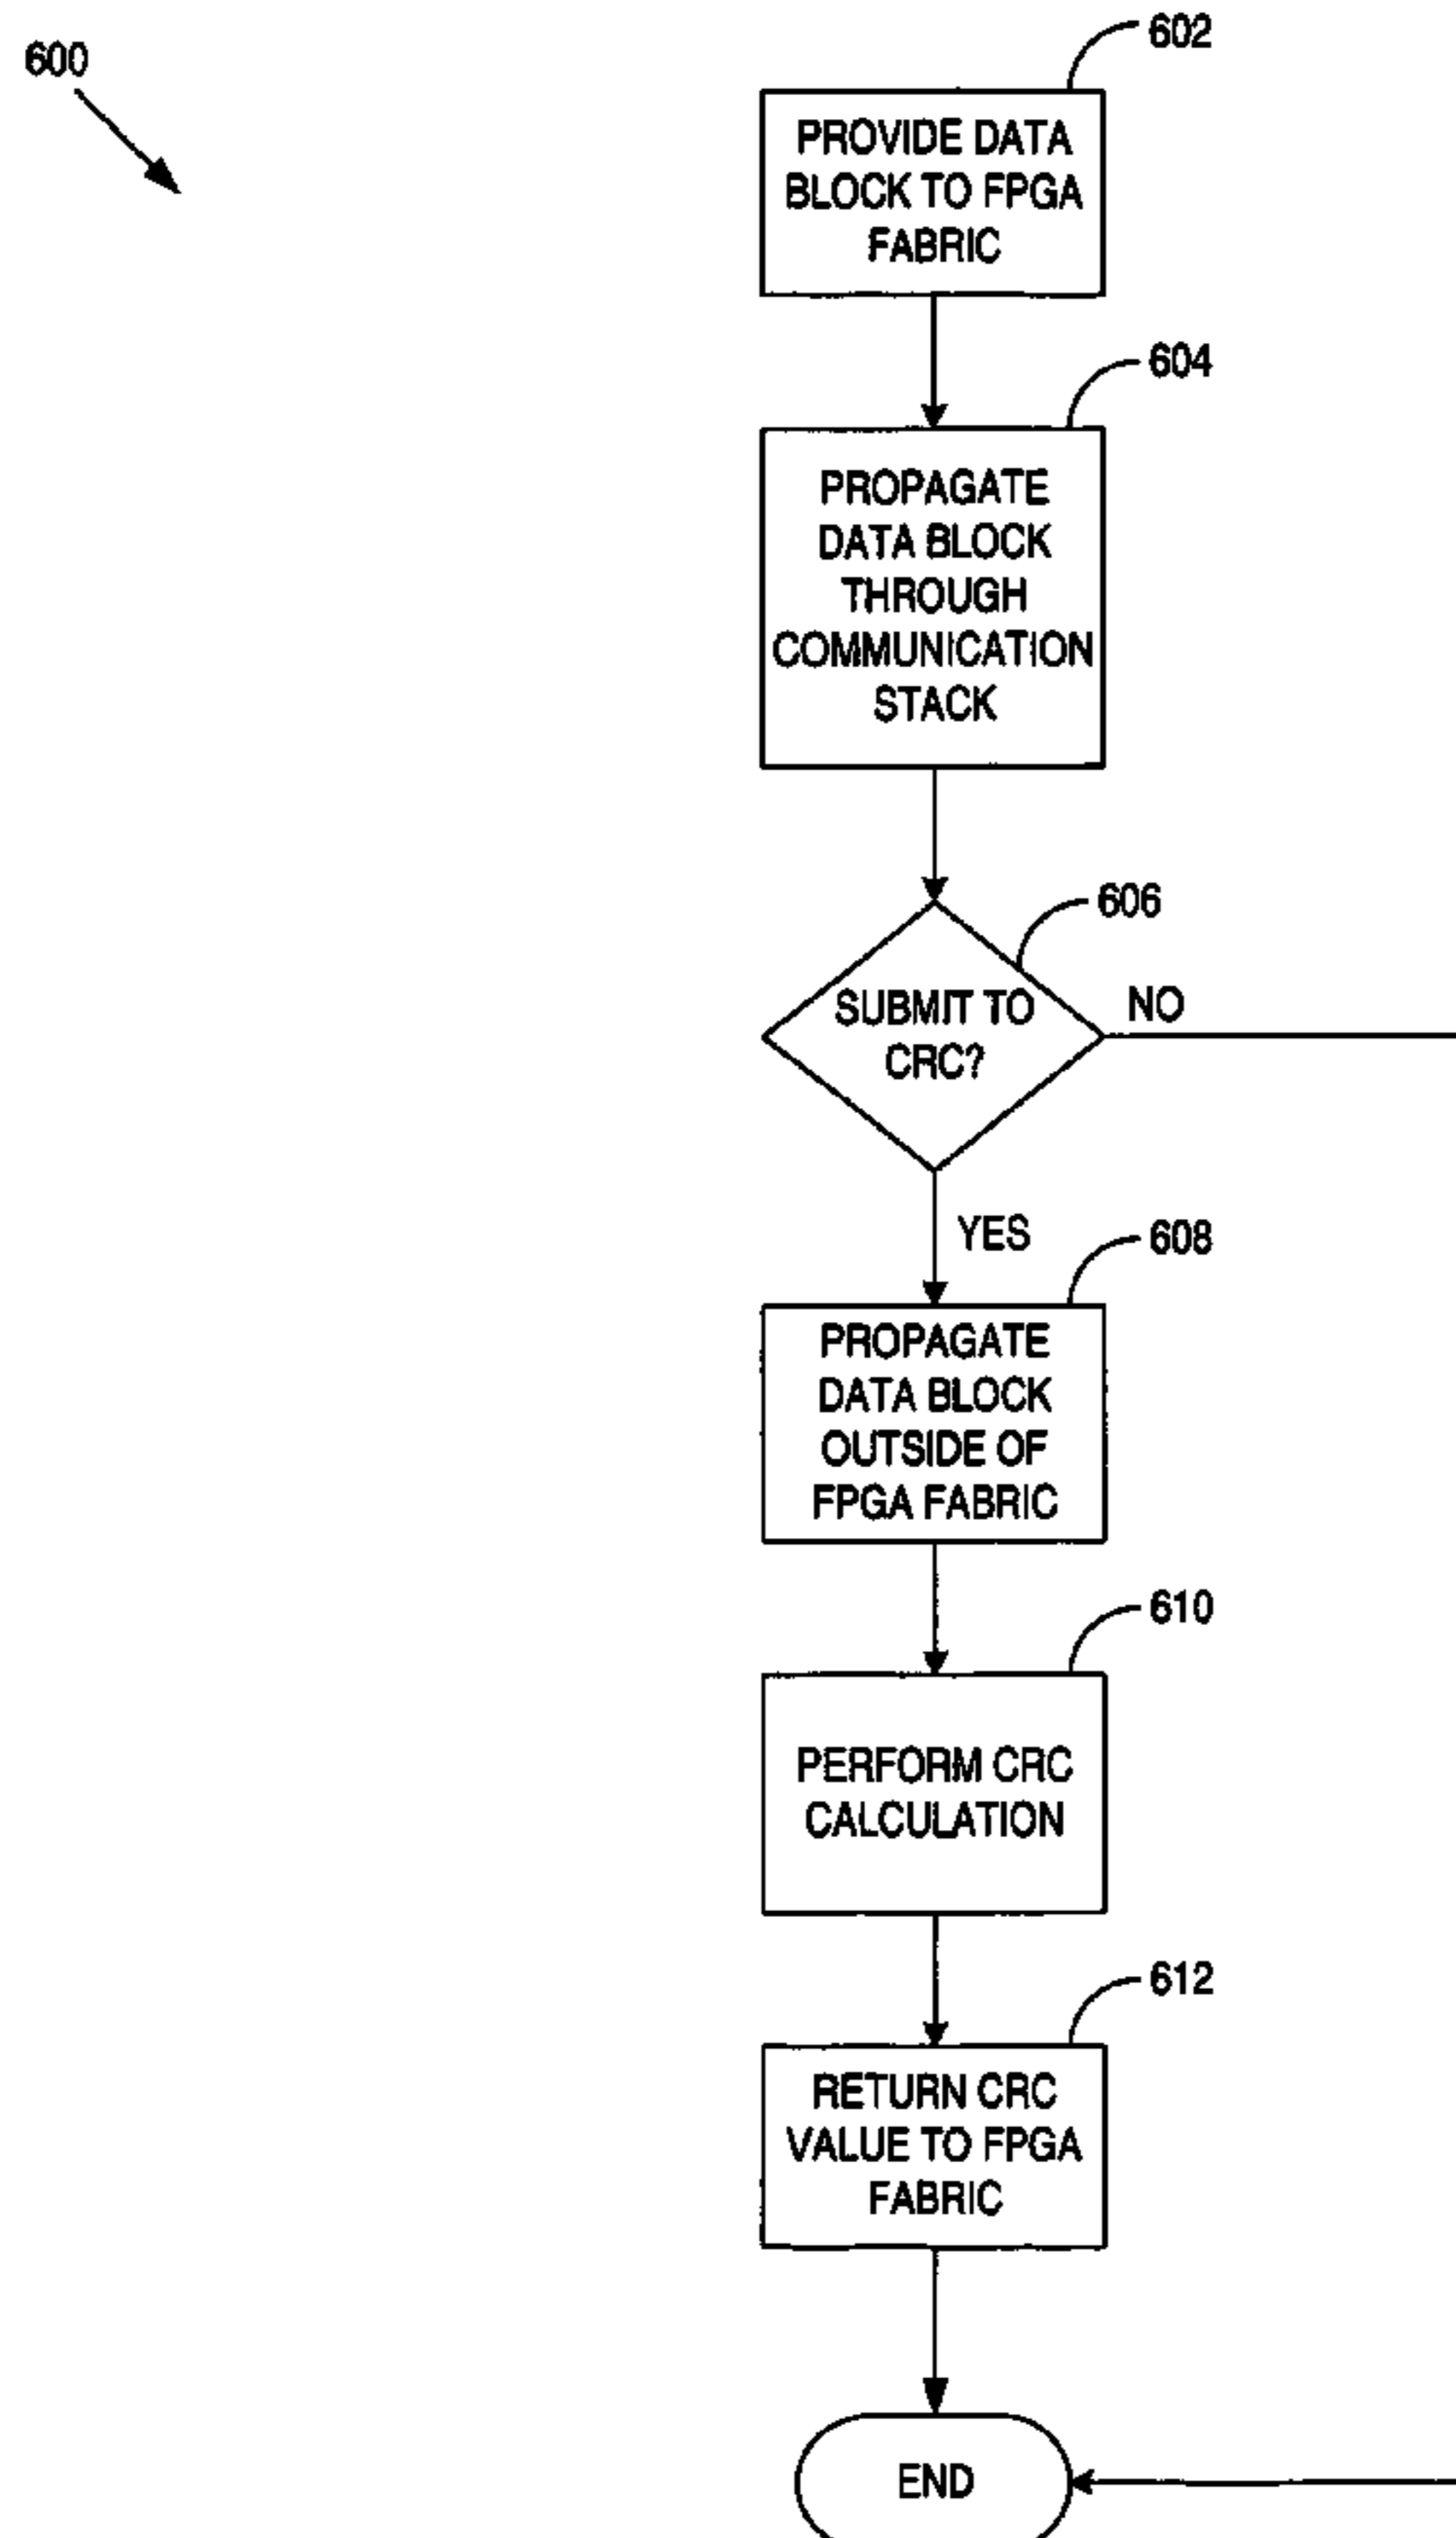 600
602
PROVIDE DATA
BLOCK TO FPGA
FABRIC
604
PROPAGATE
DATA BLOCK
THROUGH
COMMUNICATION
STACK
606
SUBMIT TO
CRC?
NO
YES
608
PROPAGATE
DATA BLOCK
OUTSIDE OF
FPGA FABRIC
610
PERFORM CRC
CALCULATION
612
RETURN CRC
VALUE TO FPGA
FABRIC
END